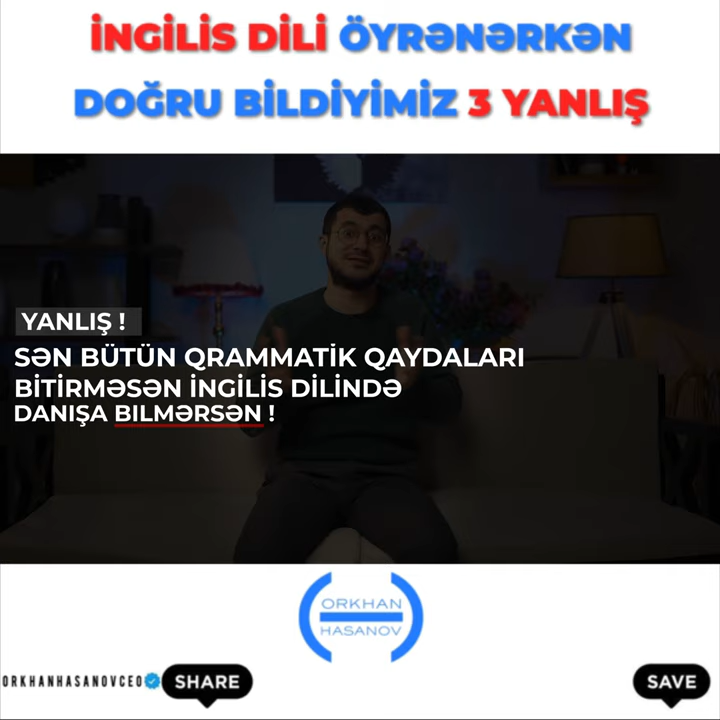 İNGİLİS DİLİ ÖYRƏNƏRKƏN
DOĞRU BİLDİYİMİZ 3 YANLIŞ
YANLIŞ !
SƏN BÜTÜN QRAMMATİK QAYDALARI
BİTİRMƏSƏN İNGİLİS DİLİNDƏ
DANIŞA BILMƏRSƏN !
ORKHAN
HASANOV
ORKHANHASANOVCEO SHARE SAVE